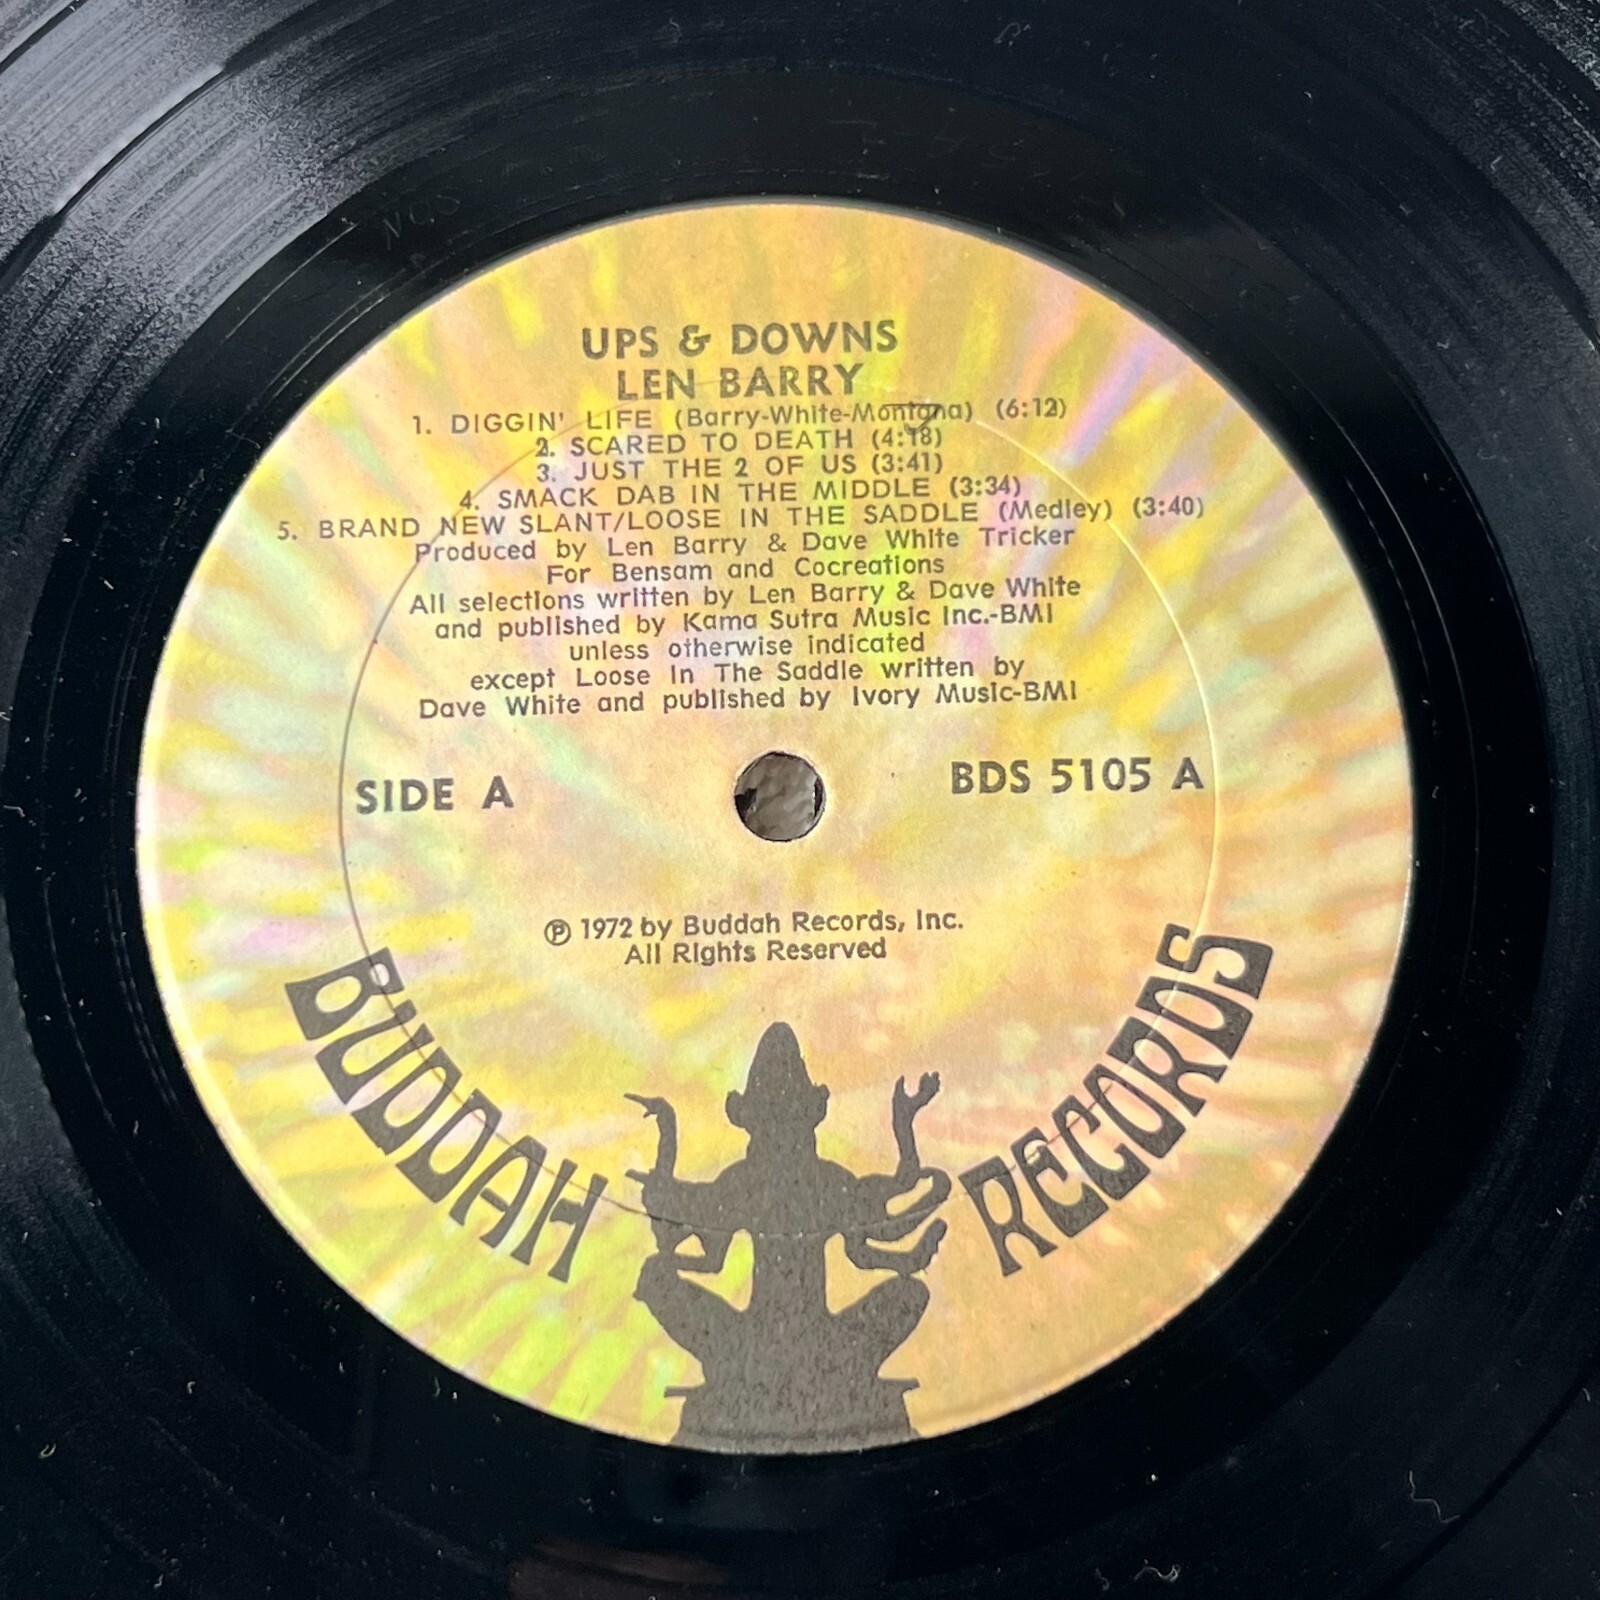 UPS & DOWNS
LEN BARRY
1. DIGGIN' LIFE (Barry-White-Montana) (6:12)
2. SCARED TO DEATH (4:18)
3. JUST THE 2 OF US (3:41)
4. SMACK DAB IN THE MIDDLE (3:34)
5. BRAND NEW SLANT/LOOSE IN THE SADDLE (Medley) (3:40)
Produced by Len Barry & Dave White Tricker
For Bensam and Cocreations
All selections written by Len Barry & Dave White
and published by Kama Sutra Music Inc.-BMI
unless otherwise indicated
except Loose In The Saddle written by
Dave White and published by Ivory Music-BMI
SIDE A
BDS 5105 A
℗ 1972 by Buddah Records, Inc.
All Rights Reserved
BUDDAH RECORDS